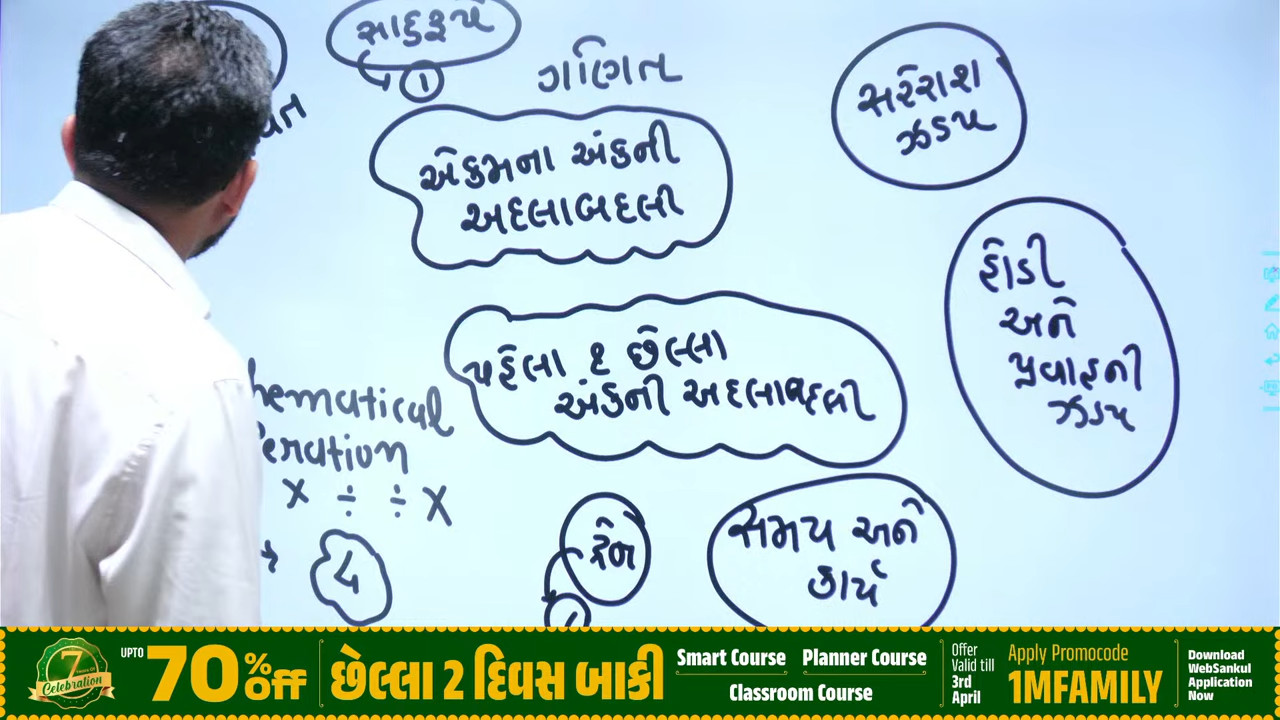 સાદુરૂપ
①
ગણિત
એકમના અંકની
અદલાબદલી
સરેરાશ
ઝડપ
હોડી
અને
પ્રવાહની
ઝડપ
પહેલા ઽ છેલ્લા
અંકની અદલાબદલી
hematical
eration
× ÷ ÷ ×
→ 4
ટ્રેન
સમય અને
કાર્ય
7
Celebration
UPTO 70% Off
છેલ્લા 2 દિવસ બાકી
Smart Course Planner Course
Classroom Course
Offer
Valid till
3rd
April
Apply Promocode
1MFAMILY
Download
WebSankul
Application
Now